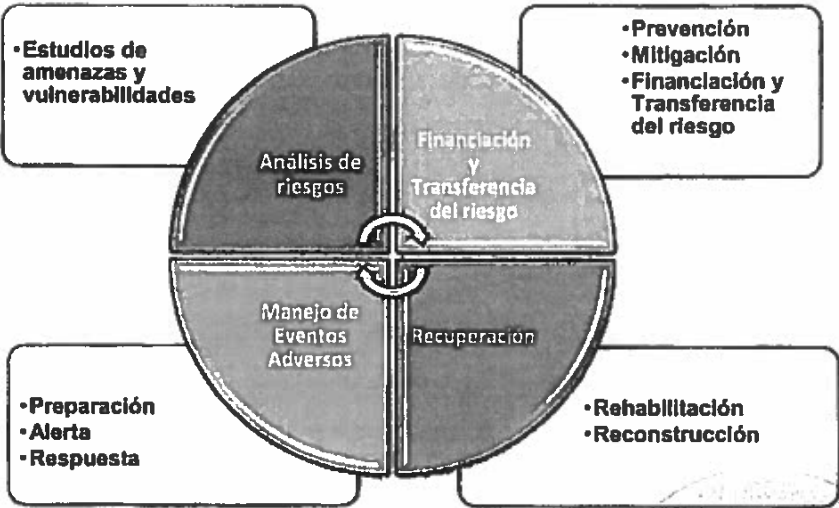 •Estudios de
amenazas y
vulnerabilidades
•Prevención
•Mitigación
•Financiación y
Transferencia
del riesgo
Análisis de
riesgos
Financiación
y
Transferencia
del riesgo
Manejo de
Eventos
Adversos
Recuperación
•Preparación
•Alerta
•Respuesta
•Rehabilitación
•Reconstrucción